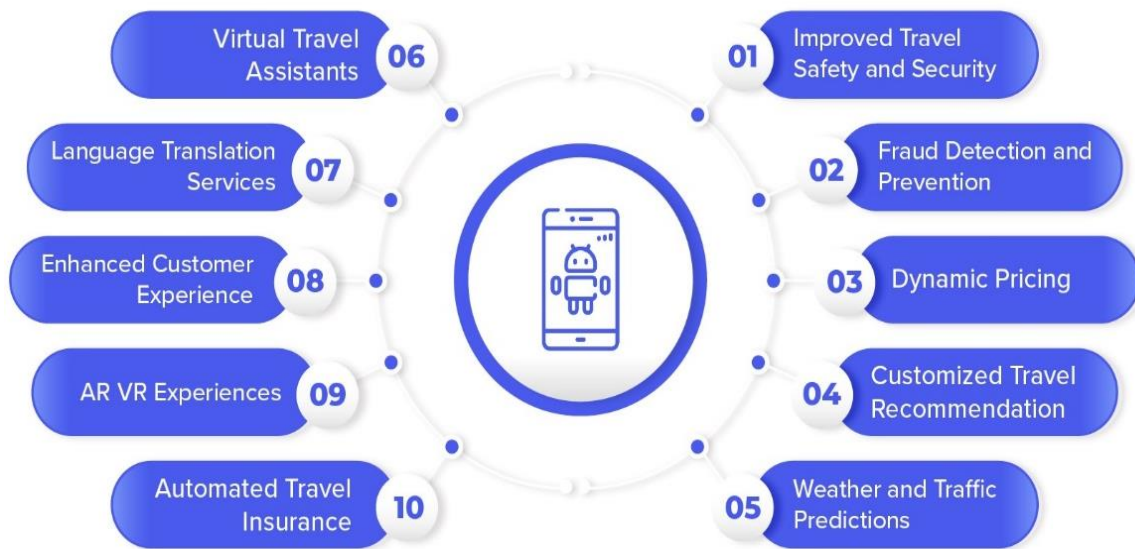 01
Improved Travel
Safety and Security
02
Fraud Detection and
Prevention
03
Dynamic Pricing
04
Customized Travel
Recommendation
05
Weather and Traffic
Predictions
06
Virtual Travel
Assistants
07
Language Translation
Services
08
Enhanced Customer
Experience
09
AR VR Experiences
10
Automated Travel
Insurance